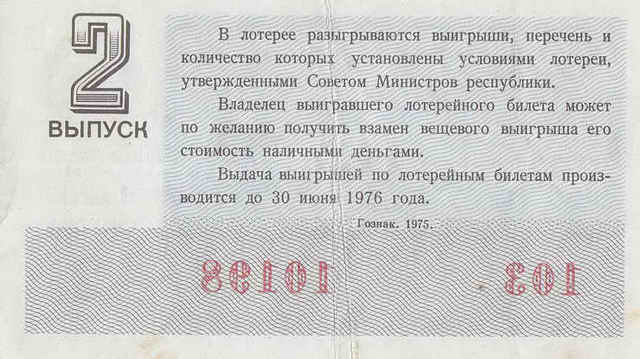 2
ВЫПУСК
В лотерее разыгрываются выигрыши, перечень и
количество которых установлены условиями лотереи,
утвержденными Советом Министров республики.
Владелец выигравшего лотерейного билета может
по желанию получить взамен вещевого выигрыша его
стоимость наличными деньгами.
Выдача выигрышей по лотерейным билетам произ-
водится до 30 июня 1976 года.
Гознак. 1975.